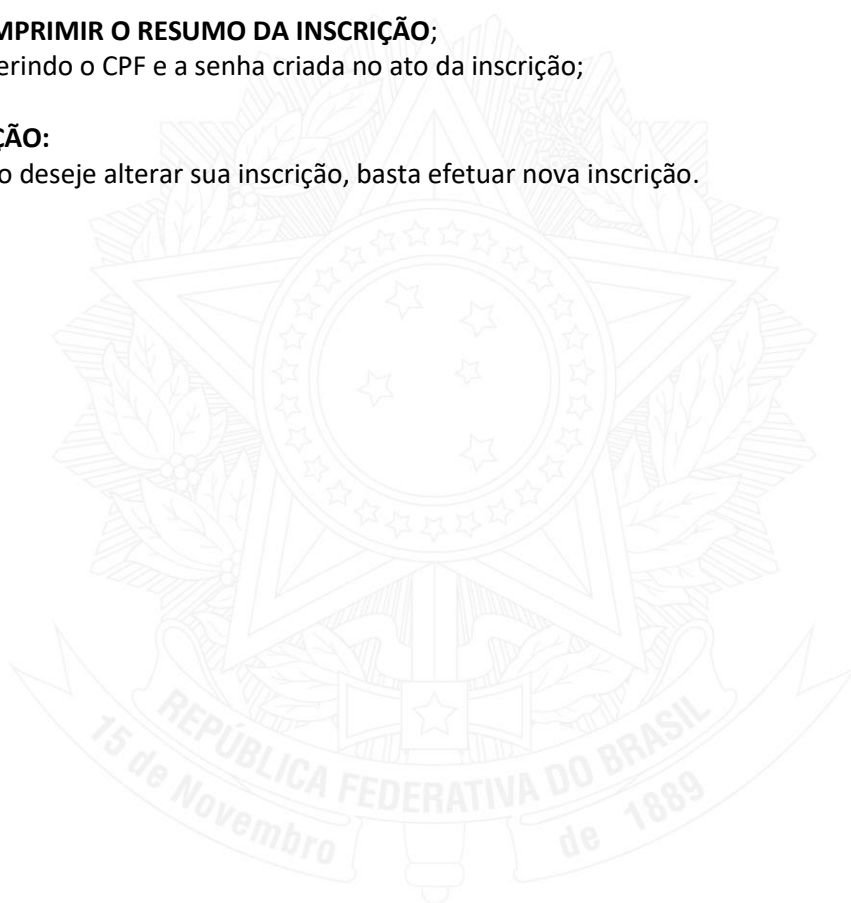 MPRIMIR O RESUMO DA INSCRIÇÃO;
erindo o CPF e a senha criada no ato da inscrição;
ÇÃO:
o deseje alterar sua inscrição, basta efetuar nova inscrição.
REPÚBLICA FEDERATIVA DO BRASIL
15 de Novembro de 1889